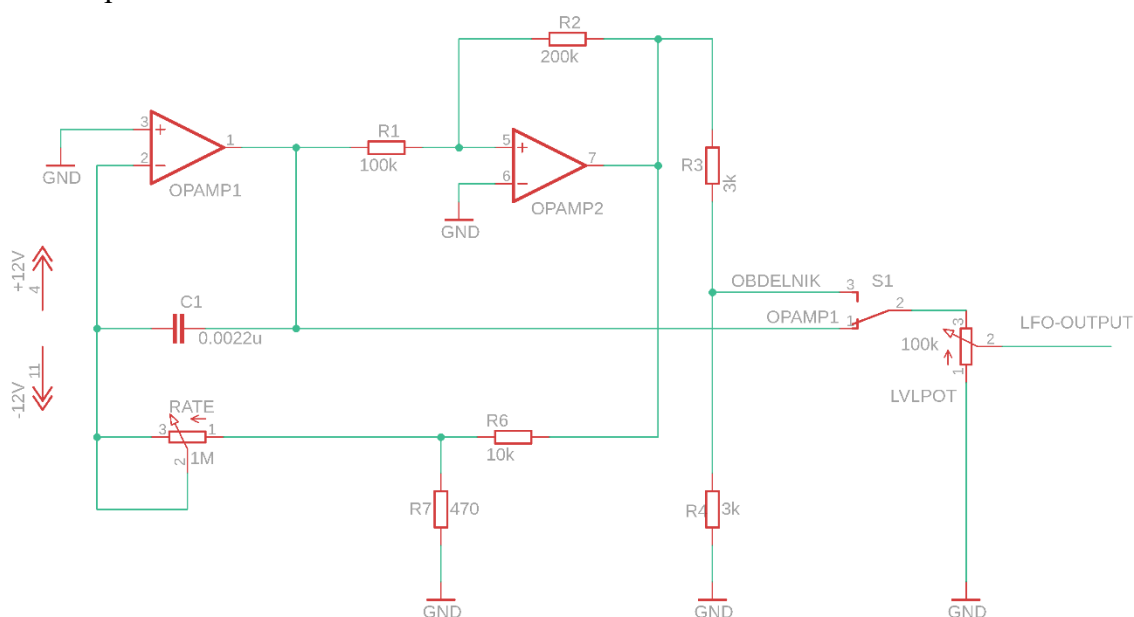 R2
200k
3
2
1
GND
OPAMP1
R1
100k
5
6
7
GND
OPAMP2
R3
3k
+12V
4
-12V
11
C1
0.0022u
OBDELNIK
3
S1
OPAMP1
1
2
3
100k
2
1
LFO-OUTPUT
LVLPOT
RATE
3
1
2
1M
R6
10k
R7
470
R4
3k
GND
GND
GND